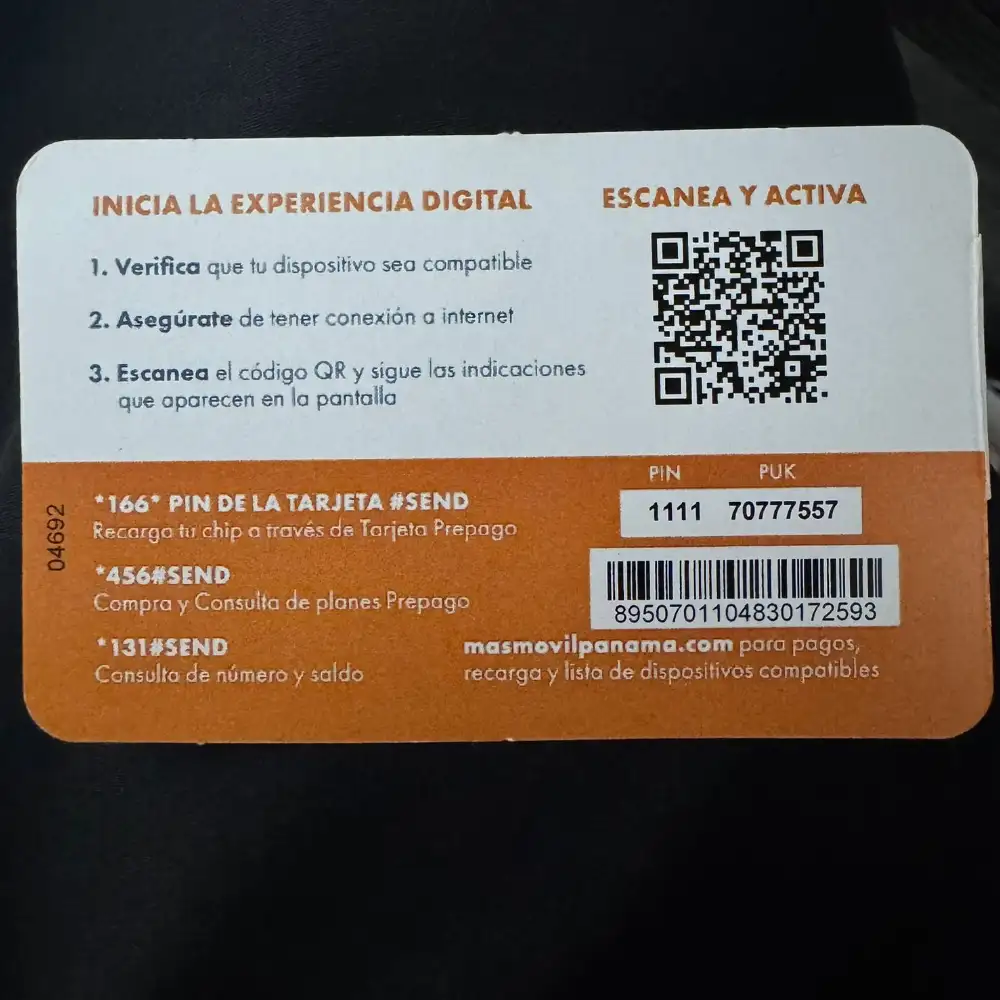 INICIA LA EXPERIENCIA DIGITAL
1. Verifica que tu dispositivo sea compatible
2. Asegúrate de tener conexión a internet
3. Escanea el código QR y sigue las indicaciones
que aparecen en la pantalla
ESCANEA Y ACTIVA
04692
*166* PIN DE LA TARJETA #SEND
Recarga tu chip a través de Tarjeta Prepago
*456#SEND
Compra y Consulta de planes Prepago
*131#SEND
Consulta de número y saldo
PIN PUK
1111 70777557
8950701104830172593
masmovilpanama.com para pagos,
recarga y lista de dispositivos compatibles